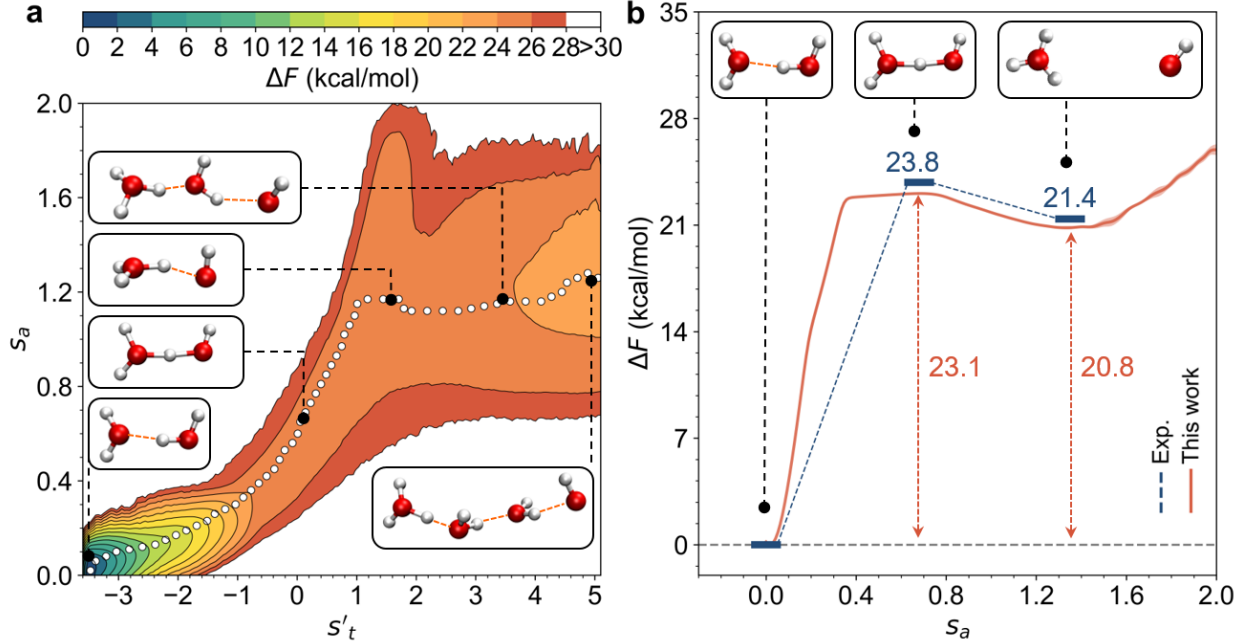 a
0 2 4 6 8 10 12 14 16 18 20 22 24 26 28 >30
ΔF (kcal/mol)
2.0
1.6
1.2
0.8
0.4
0.0
s_a
−3 −2 −1 0 1 2 3 4 5
s'_t
b
35
28
21
14
7
0
ΔF (kcal/mol)
23.8
21.4
23.1
20.8
Exp.
This work
0.0 0.4 0.8 1.2 1.6 2.0
s_a